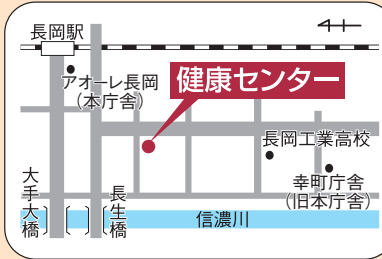 長岡駅
アオーレ長岡
(本庁舎)
健康センター
長岡工業高校
幸町庁舎
(旧本庁舎)
大手大橋
長生橋
信濃川